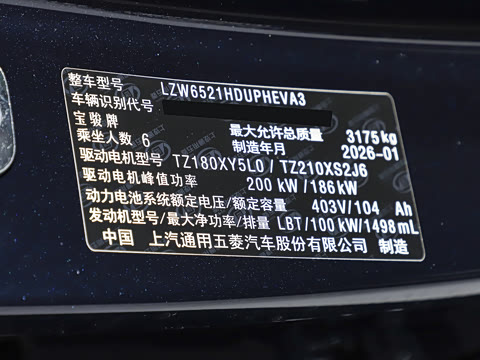 整车型号 LZW6521HDUPHEVA3
车辆识别代号
宝骏牌
乘坐人数 6 最大允许总质量 3175kg
制造年月 2026-01
驱动电机型号 TZ180XY5L0 / TZ210XS2J6
驱动电机峰值功率 200 kW / 186kW
动力电池系统额定电压/额定容量 403V/104 Ah
发动机型号/最大净功率/排量 LBT/100 kW/1498mL
中国 上汽通用五菱汽车股份有限公司 制造